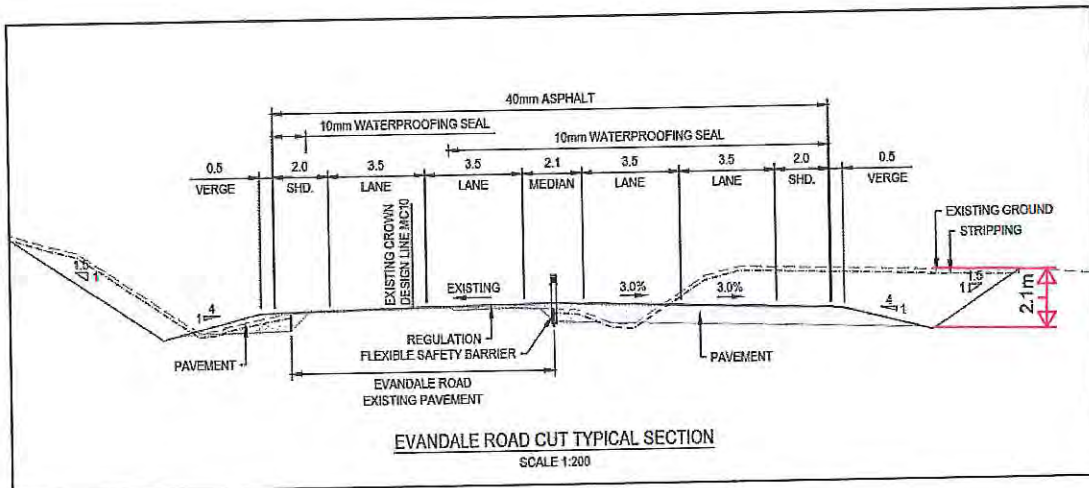 40mm ASPHALT
10mm WATERPROOFING SEAL
10mm WATERPROOFING SEAL
0.5 2.0 3.5 3.5 2.1 3.5 3.5 2.0 0.5
VERGE SHD. LANE LANE MEDIAN LANE LANE SHD. VERGE
EXISTING CROWN
DESIGN LINE MC10
EXISTING GROUND
STRIPPING
1.5
1
4
1
EXISTING
3.0%
3.0%
4
1
1.5
1
2.1m
REGULATION
FLEXIBLE SAFETY BARRIER
PAVEMENT
PAVEMENT
EVANDALE ROAD
EXISTING PAVEMENT
EVANDALE ROAD CUT TYPICAL SECTION
SCALE 1:200